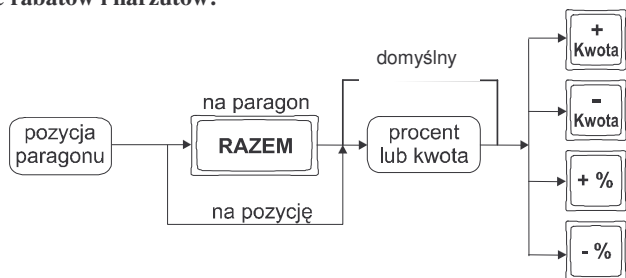 rabatów i narzutów?
domyślny
na paragon
pozycja
paragonu
RAZEM
procent
lub kwota
na pozycję
+
Kwota
-
Kwota
+ %
- %